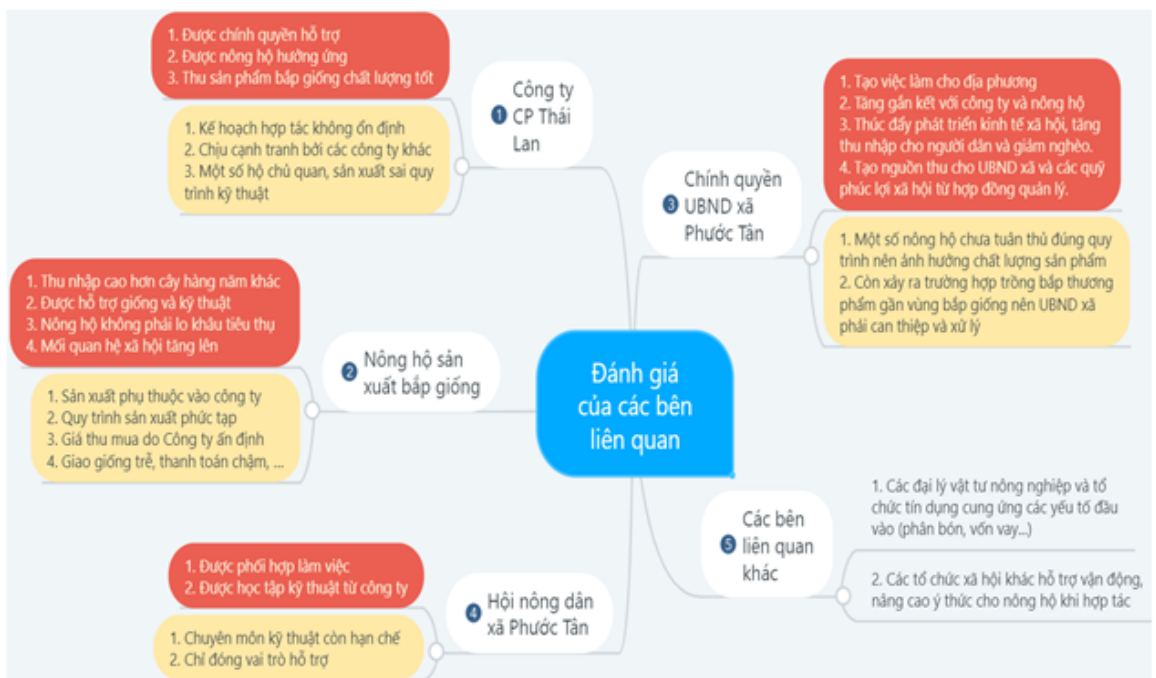 Đánh giá
của các bên
liên quan
1 Công ty
CP Thái
Lan
1. Được chính quyền hỗ trợ
2. Được nông hộ hưởng ứng
3. Thu sản phẩm bắp giống chất lượng tốt
1. Kế hoạch hợp tác không ổn định
2. Chịu cạnh tranh bởi các công ty khác
3. Một số hộ chủ quan, sản xuất sai quy
trình kỹ thuật
2 Nông hộ sản
xuất bắp giống
1. Thu nhập cao hơn cây hàng năm khác
2. Được hỗ trợ giống và kỹ thuật
3. Nông hộ không phải lo khâu tiêu thụ
4. Mối quan hệ xã hội tăng lên
1. Sản xuất phụ thuộc vào công ty
2. Quy trình sản xuất phức tạp
3. Giá thu mua do Công ty ấn định
4. Giao giống trễ, thanh toán chậm, ...
3 Chính quyền
UBND xã
Phước Tân
1. Tạo việc làm cho địa phương
2. Tăng gắn kết với công ty và nông hộ
3. Thúc đẩy phát triển kinh tế xã hội, tăng
thu nhập cho người dân và giảm nghèo.
4. Tạo nguồn thu cho UBND xã và các quỹ
phúc lợi xã hội từ hợp đồng quản lý.
1. Một số nông hộ chưa tuân thủ đúng quy
trình nên ảnh hưởng chất lượng sản phẩm
2. Còn xảy ra trường hợp trồng bắp thương
phẩm gần vùng bắp giống nên UBND xã
phải can thiệp và xử lý
4 Hội nông dân
xã Phước Tân
1. Được phối hợp làm việc
2. Được học tập kỹ thuật từ công ty
1. Chuyên môn kỹ thuật còn hạn chế
2. Chỉ đóng vai trò hỗ trợ
5 Các bên
liên quan
khác
1. Các đại lý vật tư nông nghiệp và tổ
chức tín dụng cung ứng các yếu tố đầu
vào (phân bón, vốn vay...)
2. Các tổ chức xã hội khác hỗ trợ vận động,
nâng cao ý thức cho nông hộ khi hợp tác